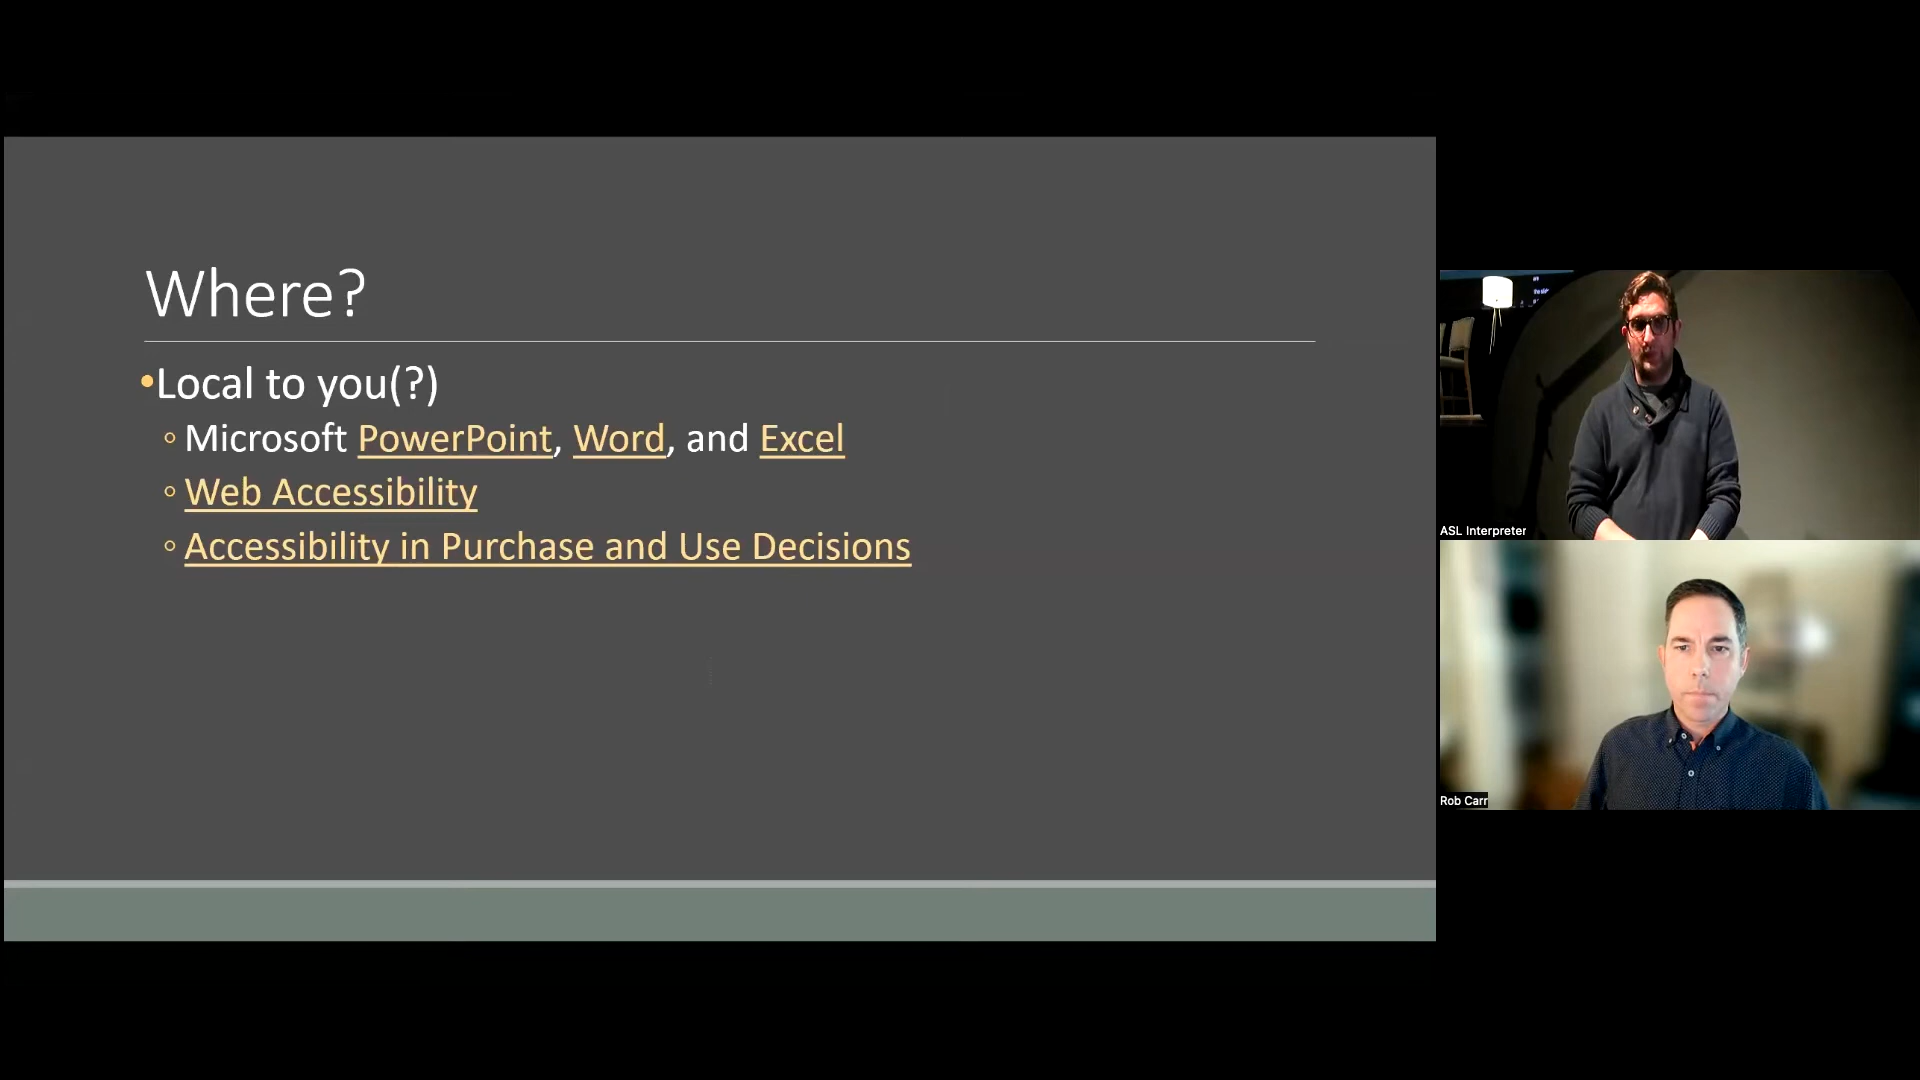 Where?
•Local to you(?)
◦Microsoft PowerPoint, Word, and Excel
◦Web Accessibility
◦Accessibility in Purchase and Use Decisions
ASL Interpreter
Rob Carr